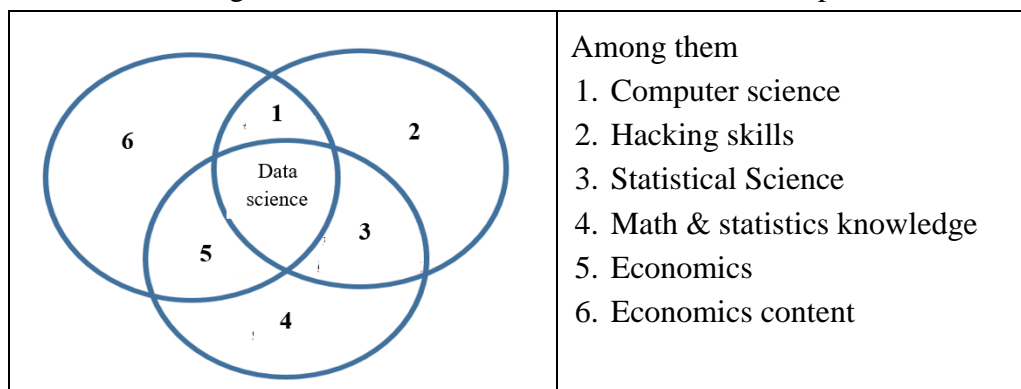 Among them
1. Computer science
2. Hacking skills
3. Statistical Science
4. Math & statistics knowledge
5. Economics
6. Economics content
1
6
2
Data
science
3
5
4